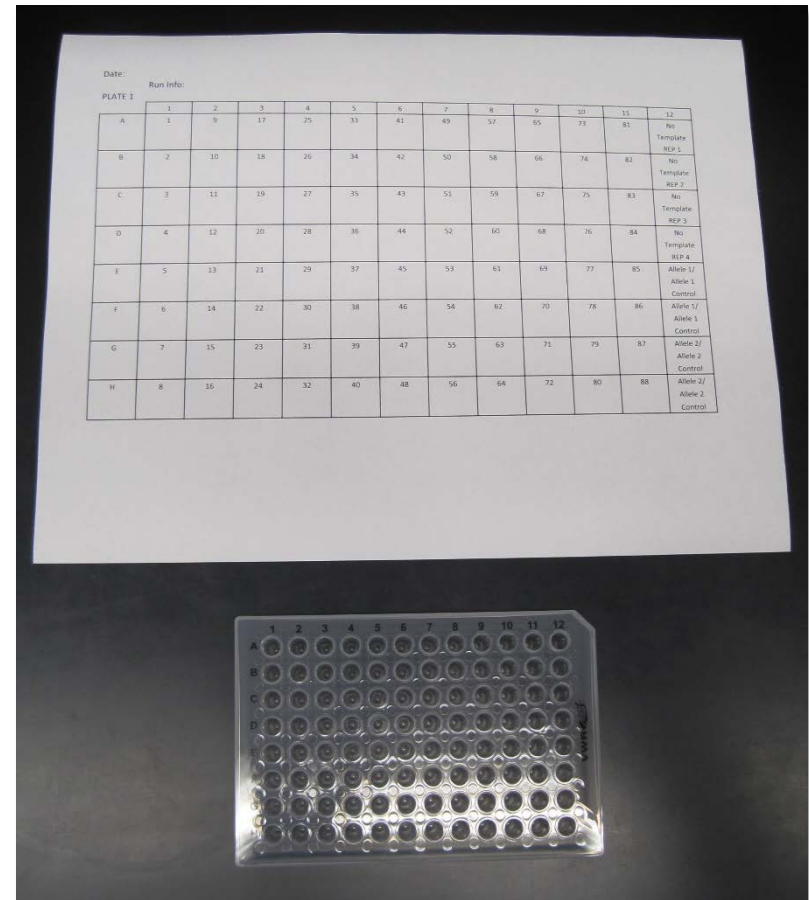 Date:
Run Info:
PLATE 1
1 2 3 4 5 6 7 8 9 10 11 12
A 1 9 17 25 33 41 49 57 65 73 81 No Template REP 1
B 2 10 18 26 34 42 50 58 66 74 82 No Template REP 2
C 3 11 19 27 35 43 51 59 67 75 83 No Template REP 3
D 4 12 20 28 36 44 52 60 68 76 84 No Template REP 4
E 5 13 21 29 37 45 53 61 69 77 85 Allele 1/ Allele 1 Control
F 6 14 22 30 38 46 54 62 70 78 86 Allele 1/ Allele 1 Control
G 7 15 23 31 39 47 55 63 71 79 87 Allele 2/ Allele 2 Control
H 8 16 24 32 40 48 56 64 72 80 88 Allele 2/ Allele 2 Control
1 2 3 4 5 6 7 8 9 10 11 12
A
B
C
D